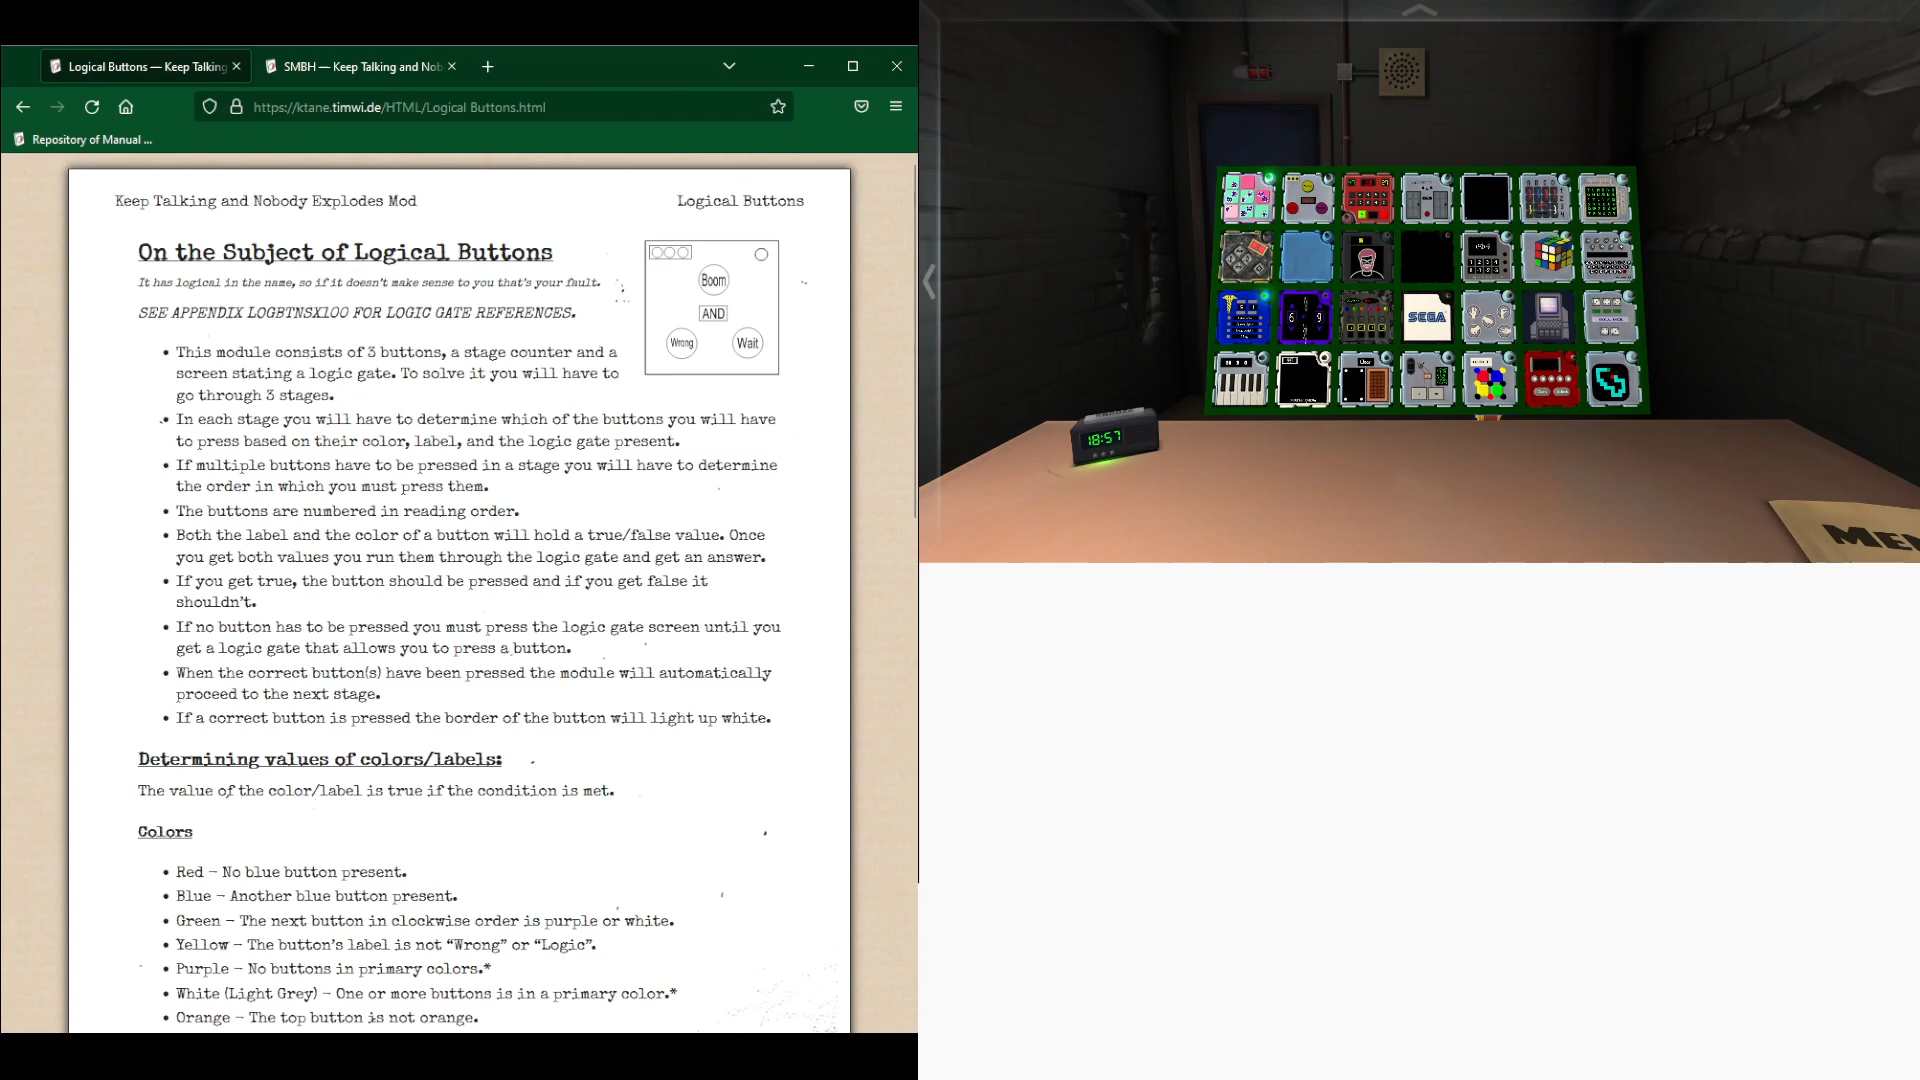 Logical Buttons — Keep Talking
SMBH — Keep Talking and Nob
https://ktane.timwi.de/HTML/Logical Buttons.html
Repository of Manual ...
Keep Talking and Nobody Explodes Mod
Logical Buttons
On the Subject of Logical Buttons
It has logical in the name, so if it doesn't make sense to you that's your fault.
SEE APPENDIX LOGBTNSX100 FOR LOGIC GATE REFERENCES.
Boom
AND
Wrong
Wait
• This module consists of 3 buttons, a stage counter and a
screen stating a logic gate. To solve it you will have to
go through 3 stages.
• In each stage you will have to determine which of the buttons you will have
to press based on their color, label, and the logic gate present.
• If multiple buttons have to be pressed in a stage you will have to determine
the order in which you must press them.
• The buttons are numbered in reading order.
• Both the label and the color of a button will hold a true/false value. Once
you get both values you run them through the logic gate and get an answer.
• If you get true, the button should be pressed and if you get false it
shouldn't.
• If no button has to be pressed you must press the logic gate screen until you
get a logic gate that allows you to press a button.
• When the correct button(s) have been pressed the module will automatically
proceed to the next stage.
• If a correct button is pressed the border of the button will light up white.
Determining values of colors/labels:
The value of the color/label is true if the condition is met.
Colors
• Red – No blue button present.
• Blue – Another blue button present.
• Green – The next button in clockwise order is purple or white.
• Yellow – The button's label is not “Wrong” or “Logic”.
• Purple – No buttons in primary colors.*
• White (Light Grey) – One or more buttons is in a primary color.*
• Orange – The top button is not orange.
6 9
SEGA
18:57